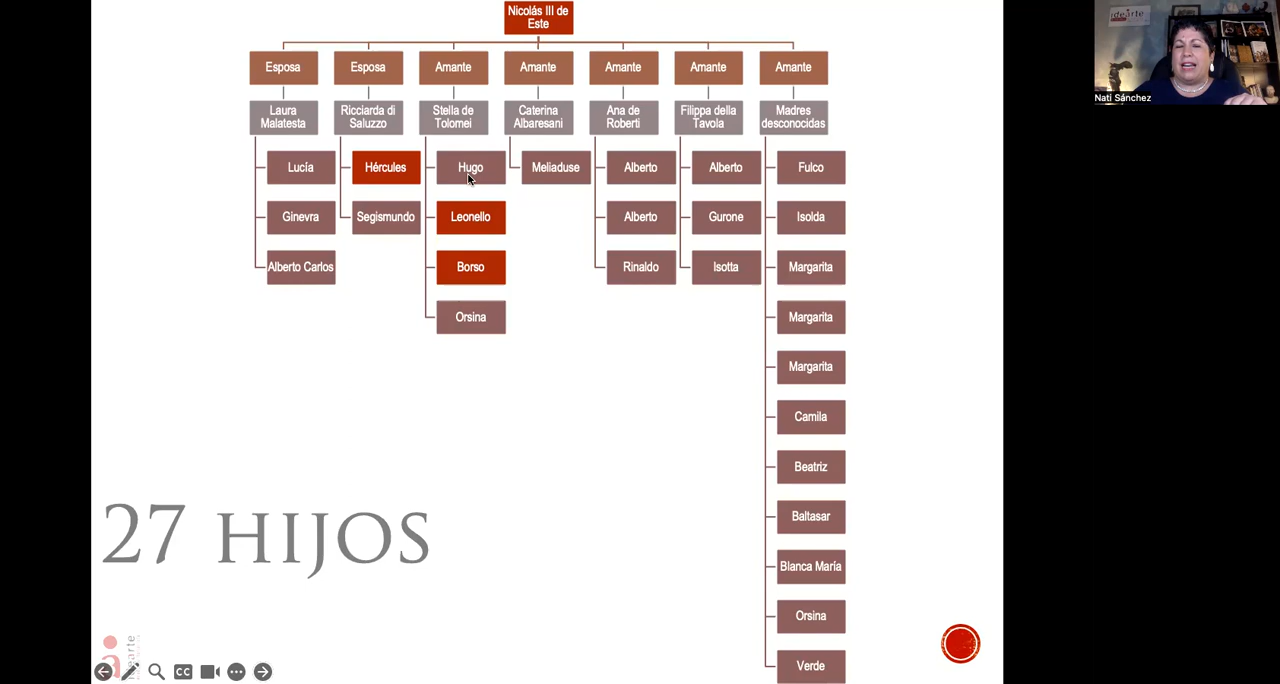 Nicolás III de
Este
Esposa
Esposa
Amante
Amante
Amante
Amante
Amante
Laura
Malatesta
Ricciarda di
Saluzzo
Stella de
Tolomei
Caterina
Albaresani
Ana de
Roberti
Filippa della
Tavola
Madres
desconocidas
Lucía
Hércules
Hugo
Meliaduse
Alberto
Alberto
Fulco
Ginevra
Segismundo
Leonello
Alberto
Gurone
Isolda
Alberto Carlos
Borso
Rinaldo
Isotta
Margarita
Orsina
Margarita
Margarita
Camila
Beatriz
Baltasar
Blanca María
Orsina
Verde
27 HIJOS
idearte
CC
idearte
Nati Sánchez